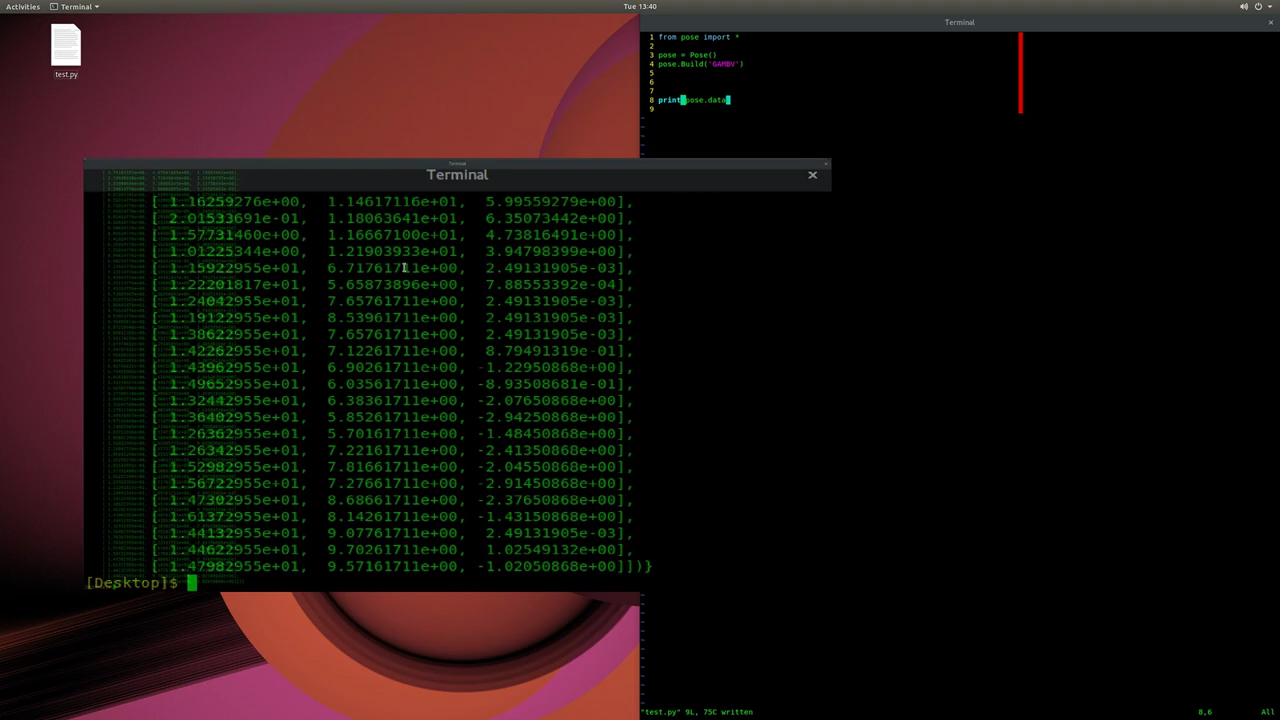 Activities
Terminal
Tue 13:40
test.py
Terminal
1 from pose import *
2
3 pose = Pose()
4 pose.Build('GAMBV')
5
6
7
8 print(pose.data)
9
~
"test.py" 9L, 75C written
8,6
All
Terminal
Terminal
[ 1.16259276e+00, 1.14617116e+01, 5.99559279e+00],
[ 2.01533691e-01, 1.18063641e+01, 6.35073442e+00],
[ 1.57731460e+00, 1.16667100e+01, 4.73816491e+00],
[ 1.01225344e+00, 1.21903933e+01, 3.94798399e+00],
[ 1.15922955e+01, 6.71761711e+00, 2.49131905e-03],
[ 1.22201817e+01, 5.65873896e+00, 7.88553392e-04],
[ 1.24042955e+01, 7.65761711e+00, 2.49131905e-03],
[ 1.19122955e+01, 8.53961711e+00, 2.49131905e-03],
[ 1.38622955e+01, 7.65761711e+00, 2.49131905e-03],
[ 1.42262955e+01, 7.12261711e+00, 8.79491319e-01],
[ 1.43962955e+01, 6.90261711e+00, -1.22950868e+00],
[ 1.49652955e+01, 6.03561711e+00, -8.93508681e-01],
[ 1.32442955e+01, 6.38361711e+00, -2.07650868e+00],
[ 1.36402955e+01, 5.85261711e+00, -2.94250868e+00],
[ 1.26362955e+01, 5.70161711e+00, -1.48450868e+00],
[ 1.26342955e+01, 7.22761711e+00, -2.41350868e+00],
[ 1.52982955e+01, 7.81661711e+00, -2.04550868e+00],
[ 1.56722955e+01, 7.27261711e+00, -2.91450868e+00],
[ 1.47302955e+01, 8.68661711e+00, -2.37650868e+00],
[ 1.61372955e+01, 8.14261711e+00, -1.43150868e+00],
[ 1.44132955e+01, 9.07761711e+00, 2.49131905e-03],
[ 1.44622955e+01, 9.70261711e+00, 1.02549132e+00],
[ 1.47982955e+01, 9.57161711e+00, -1.02050868e+00]])}
[Desktop]$